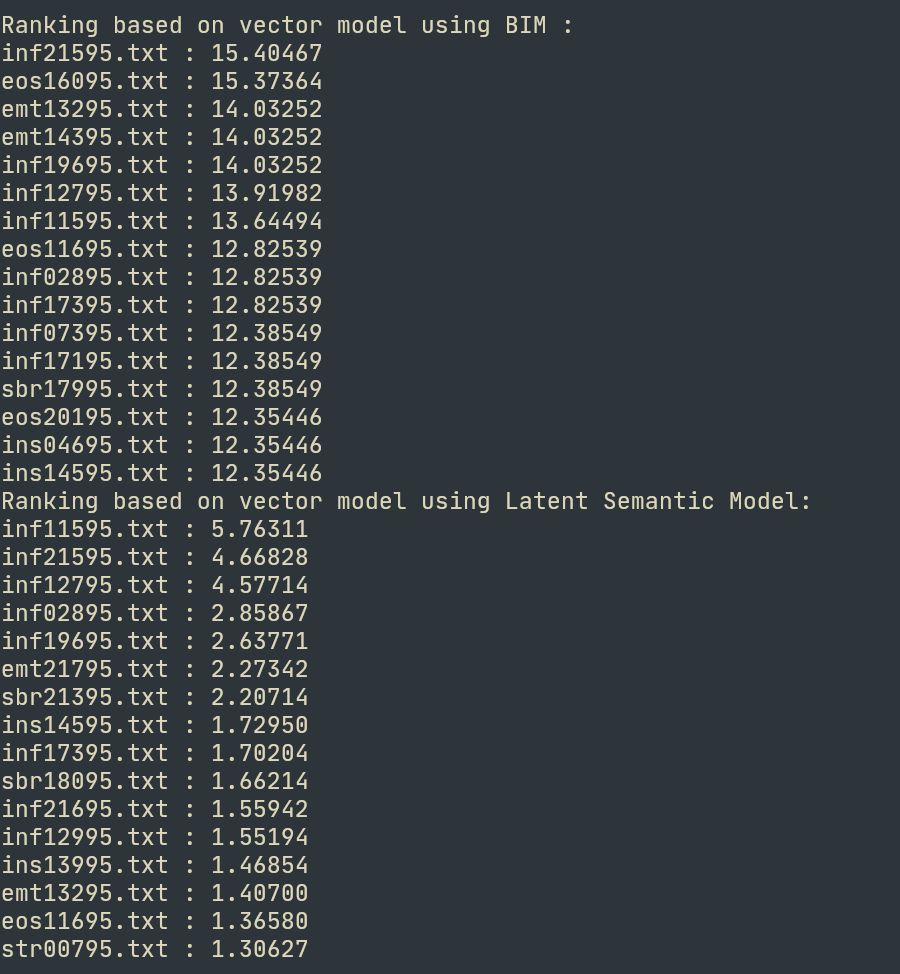 Ranking based on vector model using BIM :
inf21595.txt : 15.40467
eos16095.txt : 15.37364
emt13295.txt : 14.03252
emt14395.txt : 14.03252
inf19695.txt : 14.03252
inf12795.txt : 13.91982
inf11595.txt : 13.64494
eos11695.txt : 12.82539
inf02895.txt : 12.82539
inf17395.txt : 12.82539
inf07395.txt : 12.38549
inf17195.txt : 12.38549
sbr17995.txt : 12.38549
eos20195.txt : 12.35446
ins04695.txt : 12.35446
ins14595.txt : 12.35446
Ranking based on vector model using Latent Semantic Model:
inf11595.txt : 5.76311
inf21595.txt : 4.66828
inf12795.txt : 4.57714
inf02895.txt : 2.85867
inf19695.txt : 2.63771
emt21795.txt : 2.27342
sbr21395.txt : 2.20714
ins14595.txt : 1.72950
inf17395.txt : 1.70204
sbr18095.txt : 1.66214
inf21695.txt : 1.55942
inf12995.txt : 1.55194
ins13995.txt : 1.46854
emt13295.txt : 1.40700
eos11695.txt : 1.36580
str00795.txt : 1.30627